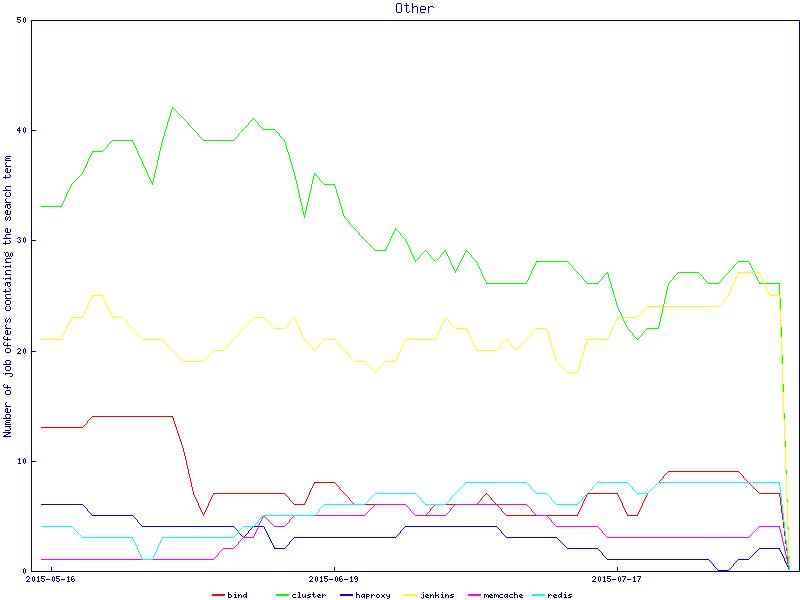 Other
Number of job offers containing the search term
50
40
30
20
10
0
2015-05-16 2015-06-19 2015-07-17
bind cluster haproxy jenkins memcache redis